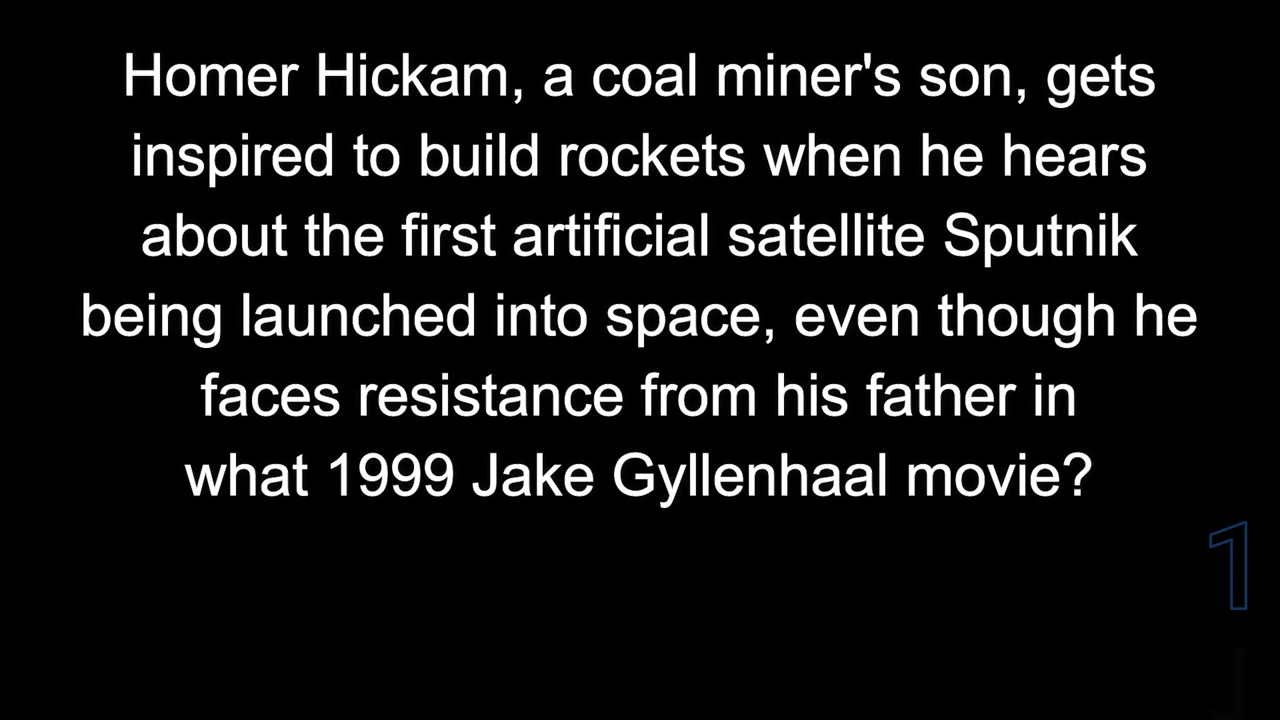 Homer Hickam, a coal miner's son, gets
inspired to build rockets when he hears
about the first artificial satellite Sputnik
being launched into space, even though he
faces resistance from his father in
what 1999 Jake Gyllenhaal movie?
1